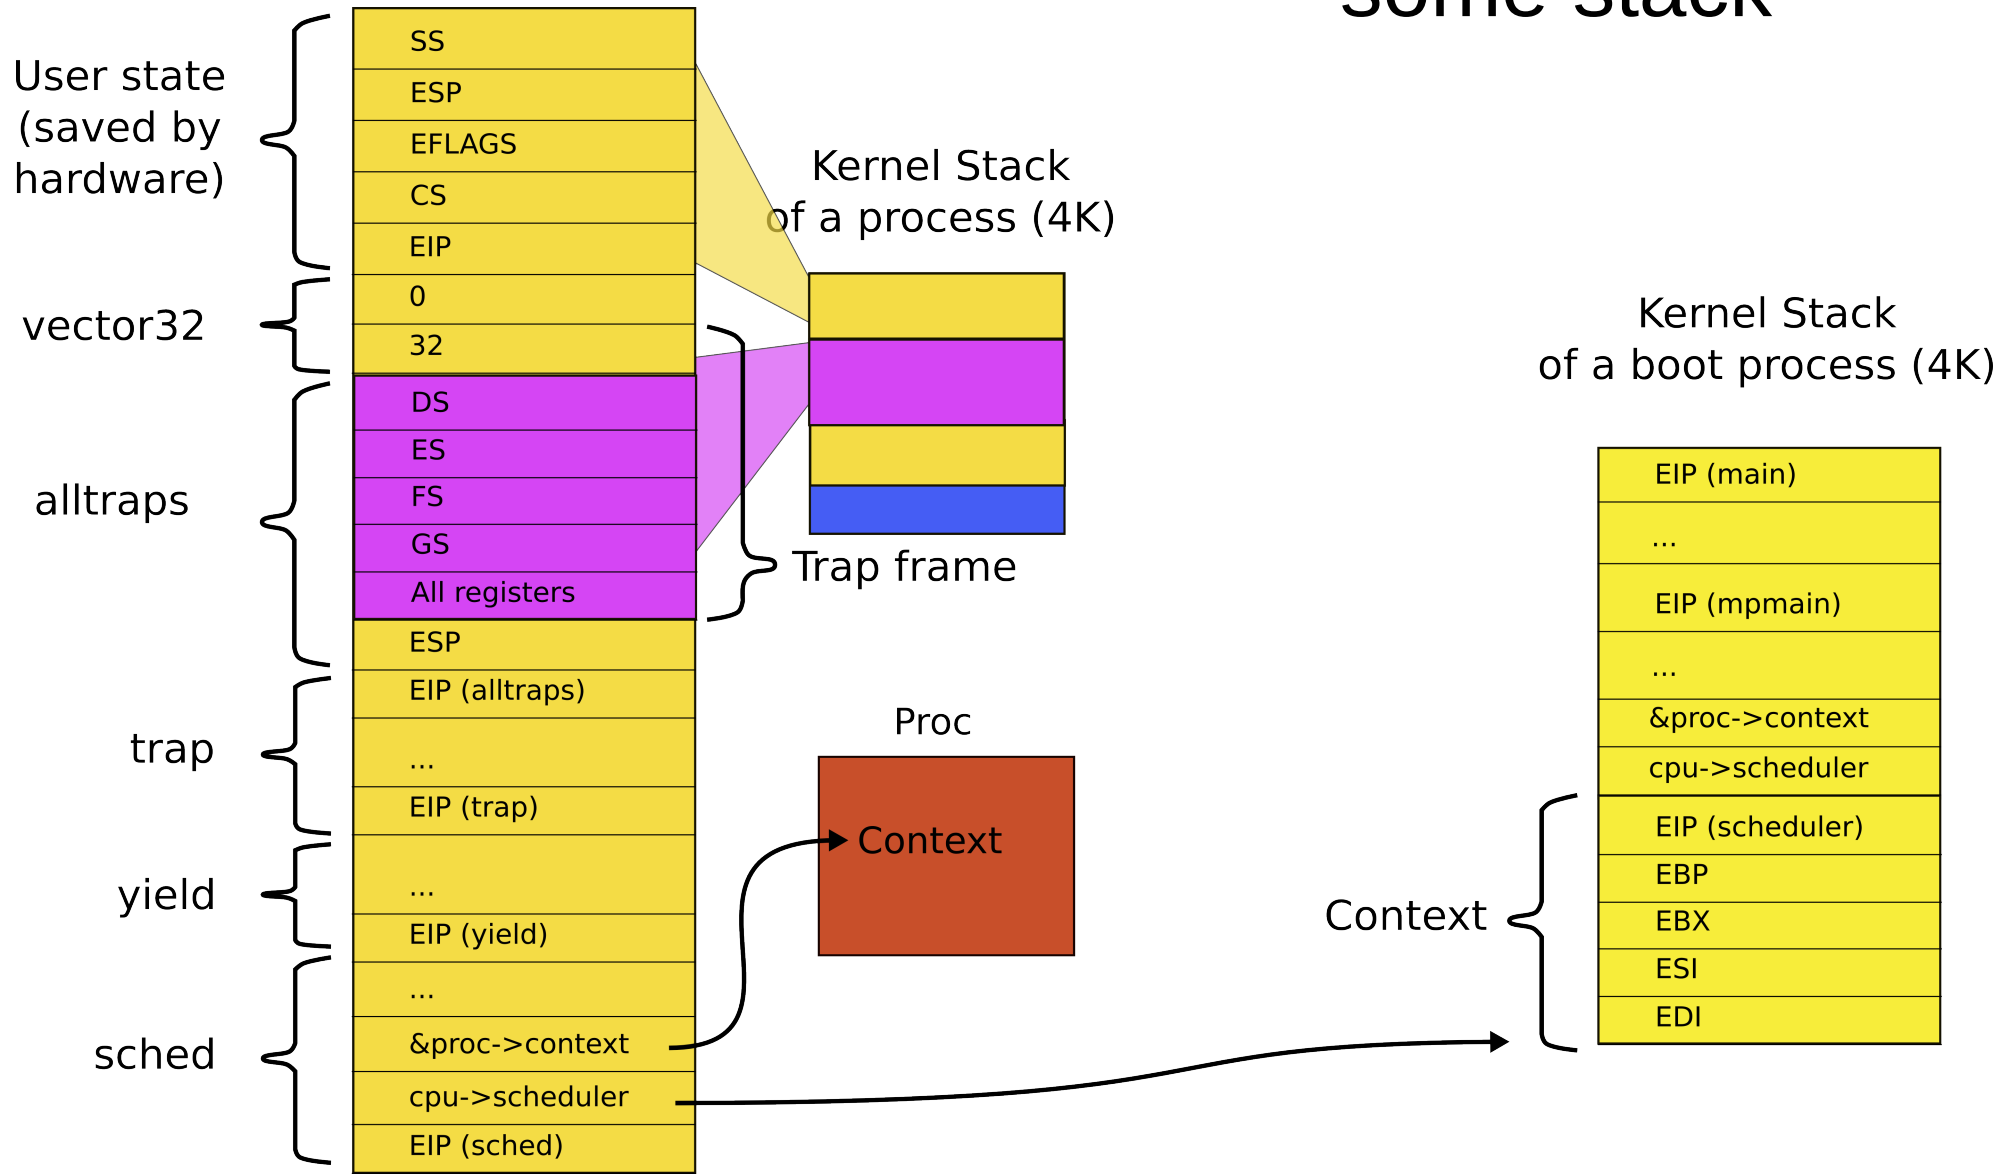 some stack
User state
(saved by
hardware)
vector32
alltraps
trap
yield
sched
SS
ESP
EFLAGS
CS
EIP
0
32
DS
ES
FS
GS
All registers
ESP
EIP (alltraps)
...
EIP (trap)
...
EIP (yield)
...
&proc->context
cpu->scheduler
EIP (sched)
Kernel Stack
of a process (4K)
Trap frame
Proc
Context
Kernel Stack
of a boot process (4K)
EIP (main)
...
EIP (mpmain)
...
&proc->context
cpu->scheduler
EIP (scheduler)
EBP
EBX
ESI
EDI
Context